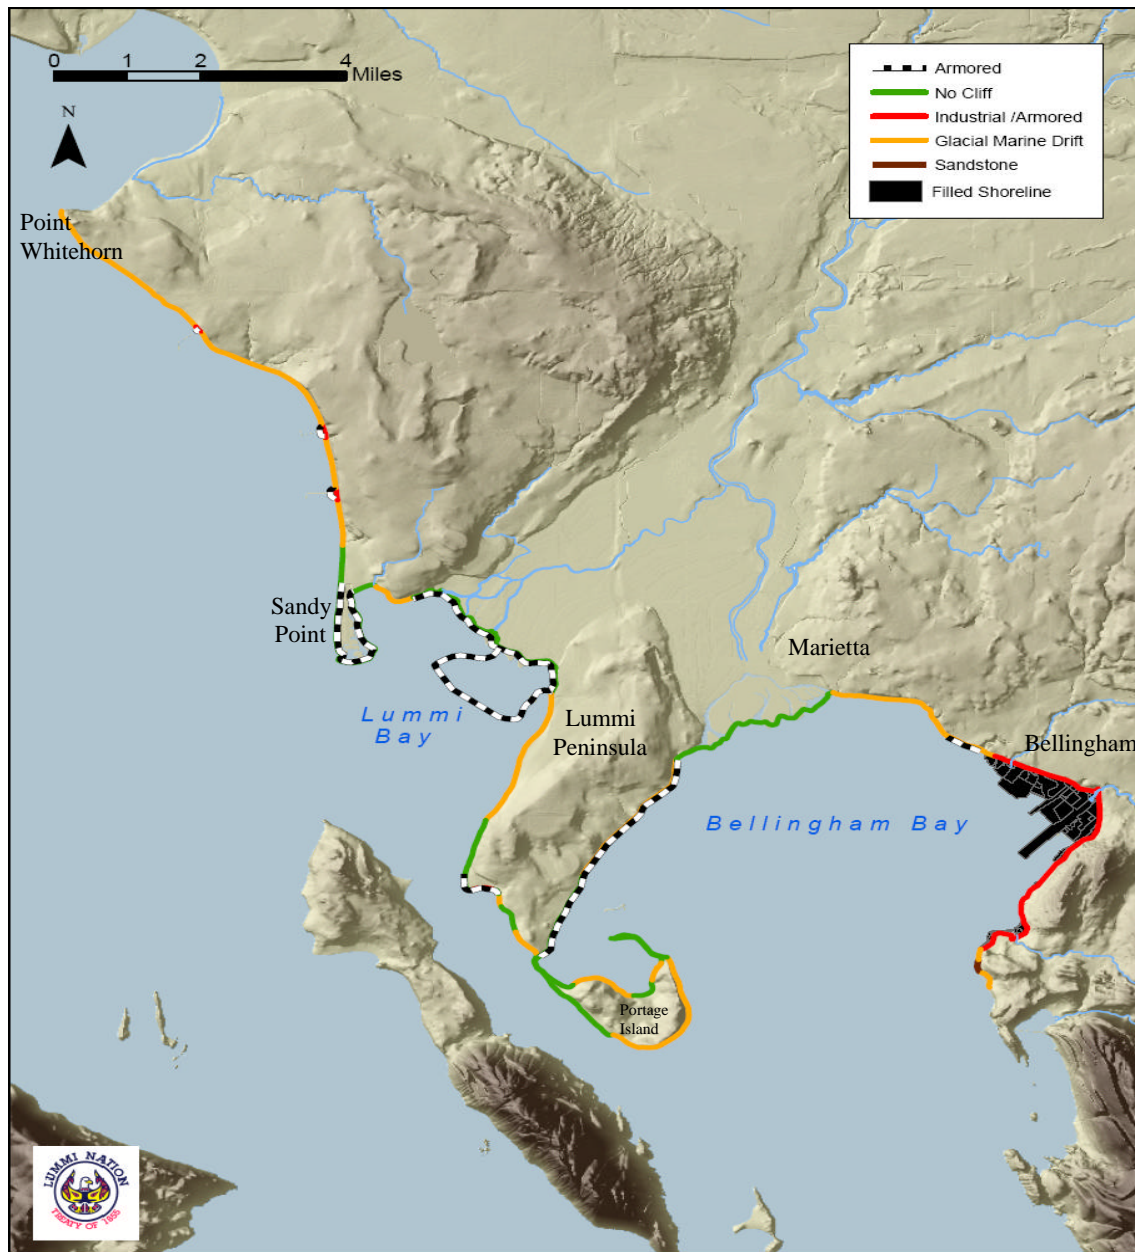 0 1 2 4
Miles
N
Armored
No Cliff
Industrial /Armored
Glacial Marine Drift
Sandstone
Filled Shoreline
Point
Whitehorn
Sandy
Point
Marietta
Lummi
Bay
Lummi
Peninsula
Bellingham
Bellingham Bay
Portage
Island
LUMMI NATION
TREATY OF 1855